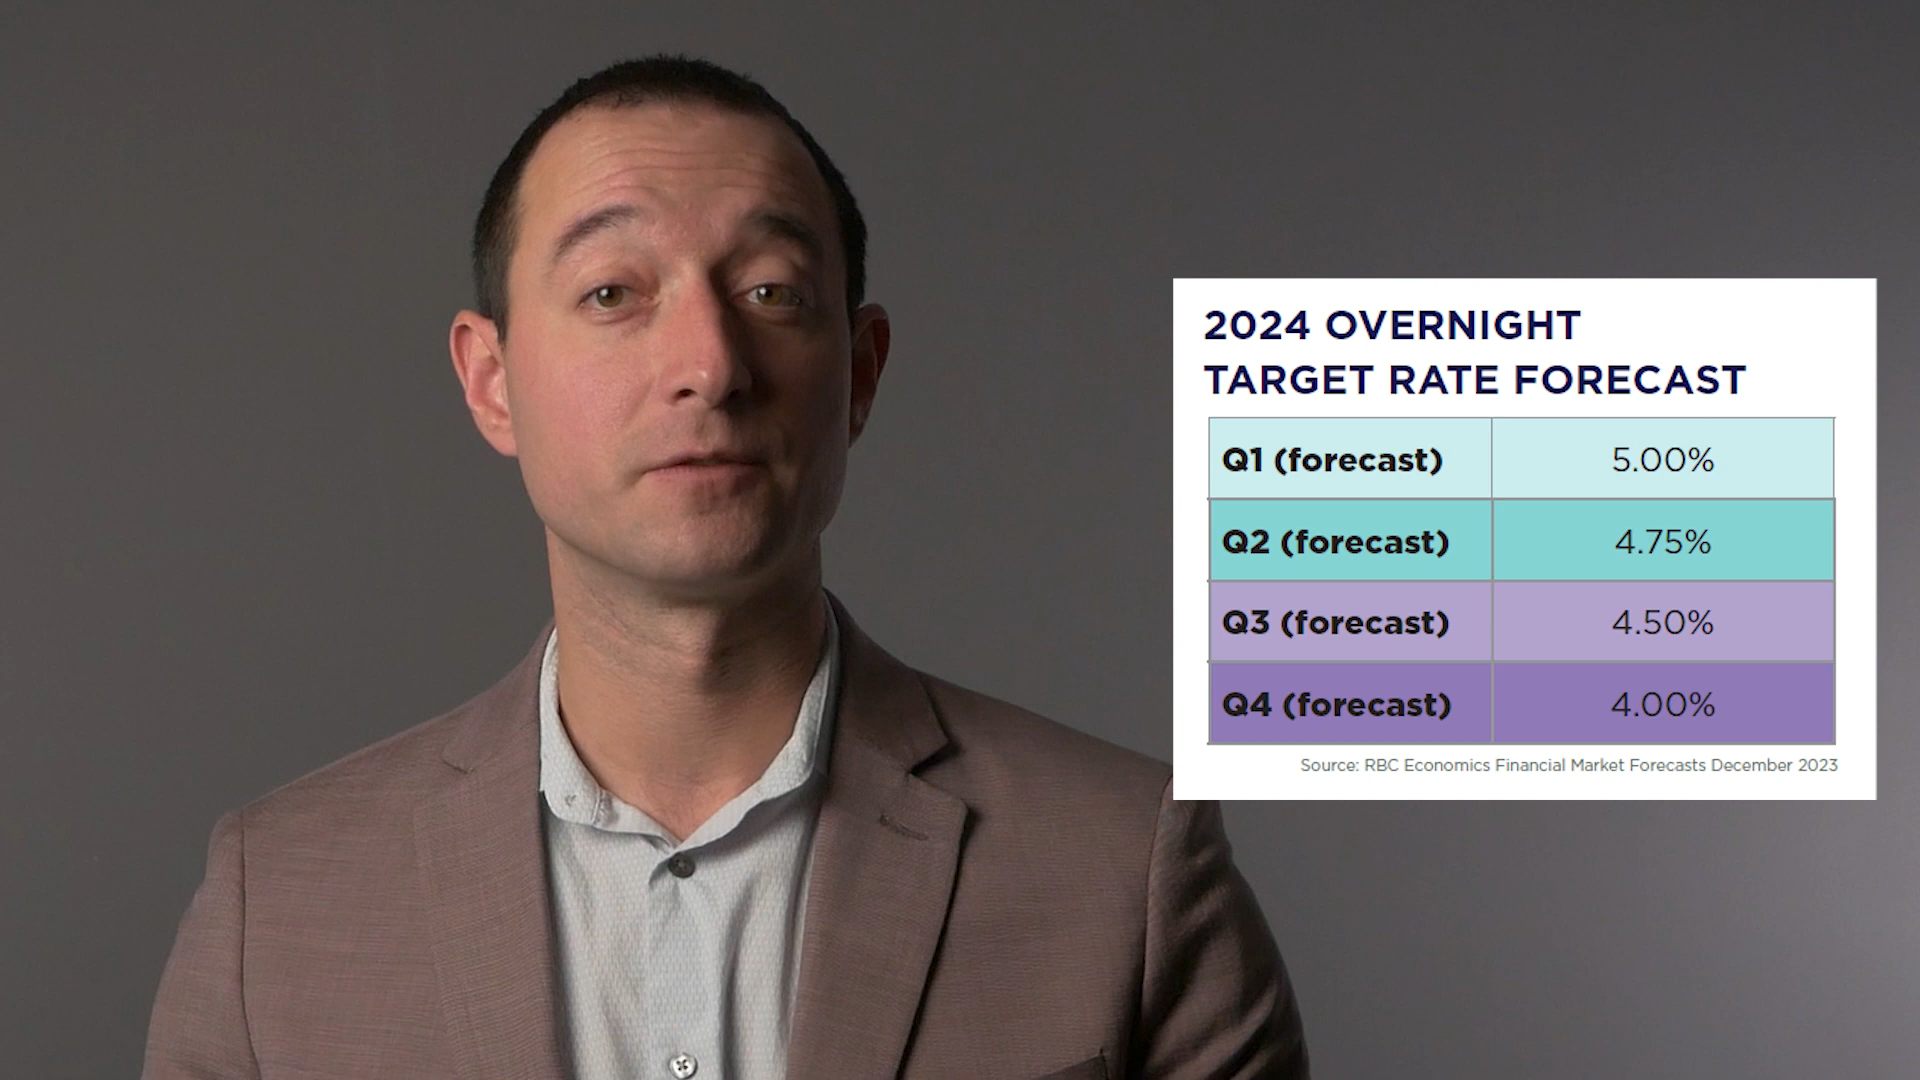 2024 OVERNIGHT
TARGET RATE FORECAST
Q1 (forecast) 5.00%
Q2 (forecast) 4.75%
Q3 (forecast) 4.50%
Q4 (forecast) 4.00%
Source: RBC Economics Financial Market Forecasts December 2023